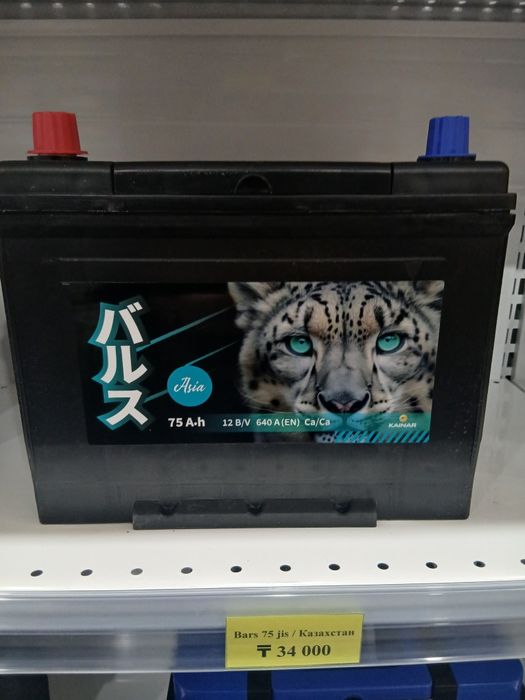 バルス
Asia
75 A·h 12 В/V 640 A (EN) Ca/Ca
KAINAR
Bars 75 jis / Казахстан
₸ 34 000